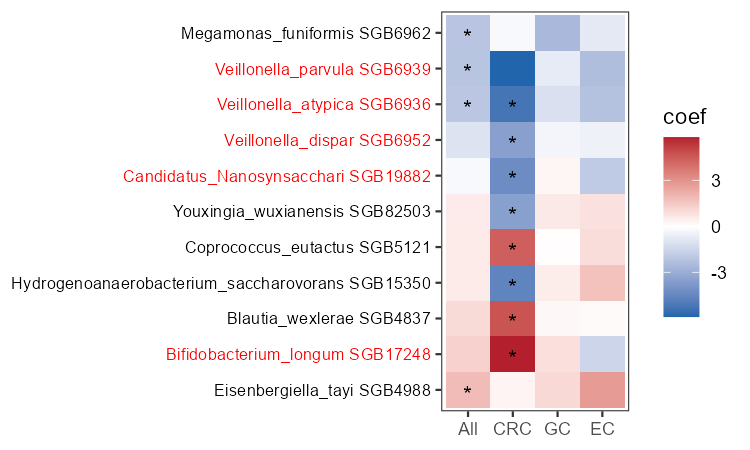 Megamonas_funiformis SGB6962 * 
Veillonella_parvula SGB6939 *
Veillonella_atypica SGB6936 * *
Veillonella_dispar SGB6952 *
Candidatus_Nanosynsacchari SGB19882 *
Youxingia_wuxianensis SGB82503 *
Coprococcus_eutactus SGB5121 *
Hydrogenoanaerobacterium_saccharovorans SGB15350 *
Blautia_wexlerae SGB4837 *
Bifidobacterium_longum SGB17248 *
Eisenbergiella_tayi SGB4988 *
All CRC GC EC
coef
3
0
-3